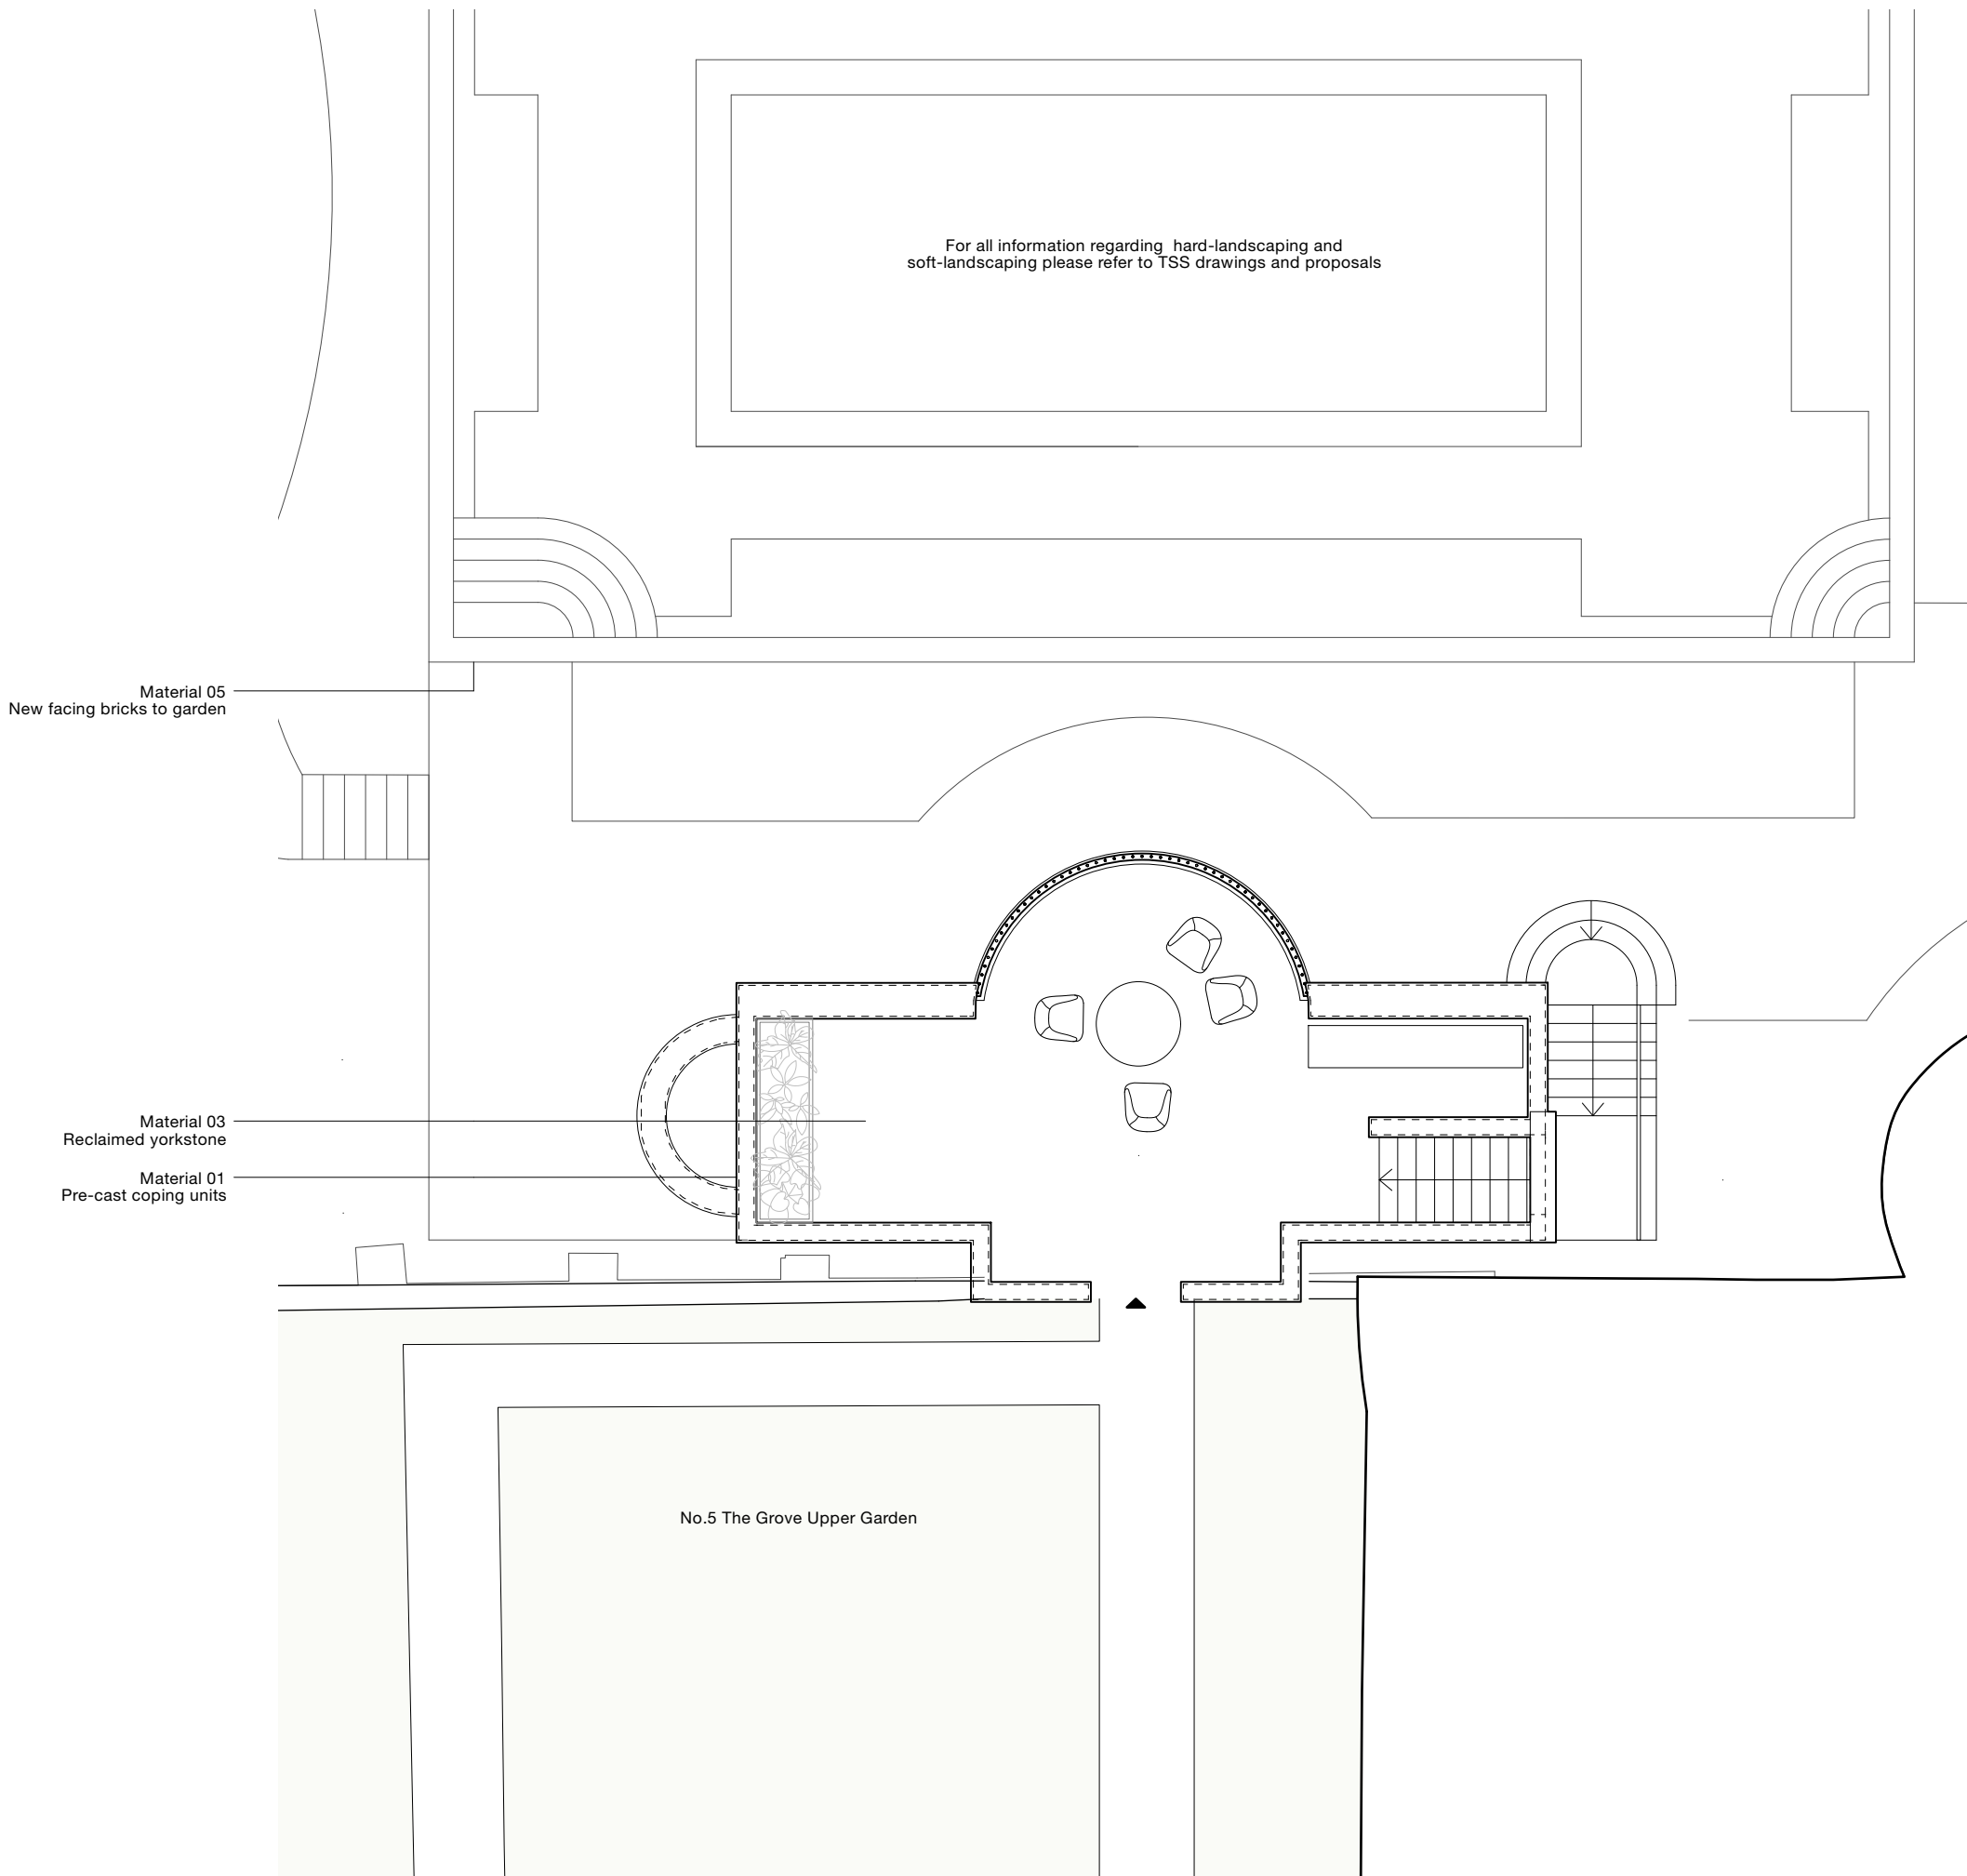 For all information regarding hard-landscaping and
soft-landscaping please refer to TSS drawings and proposals
Material 05
New facing bricks to garden
Material 03
Reclaimed yorkstone
Material 01
Pre-cast coping units
No.5 The Grove Upper Garden